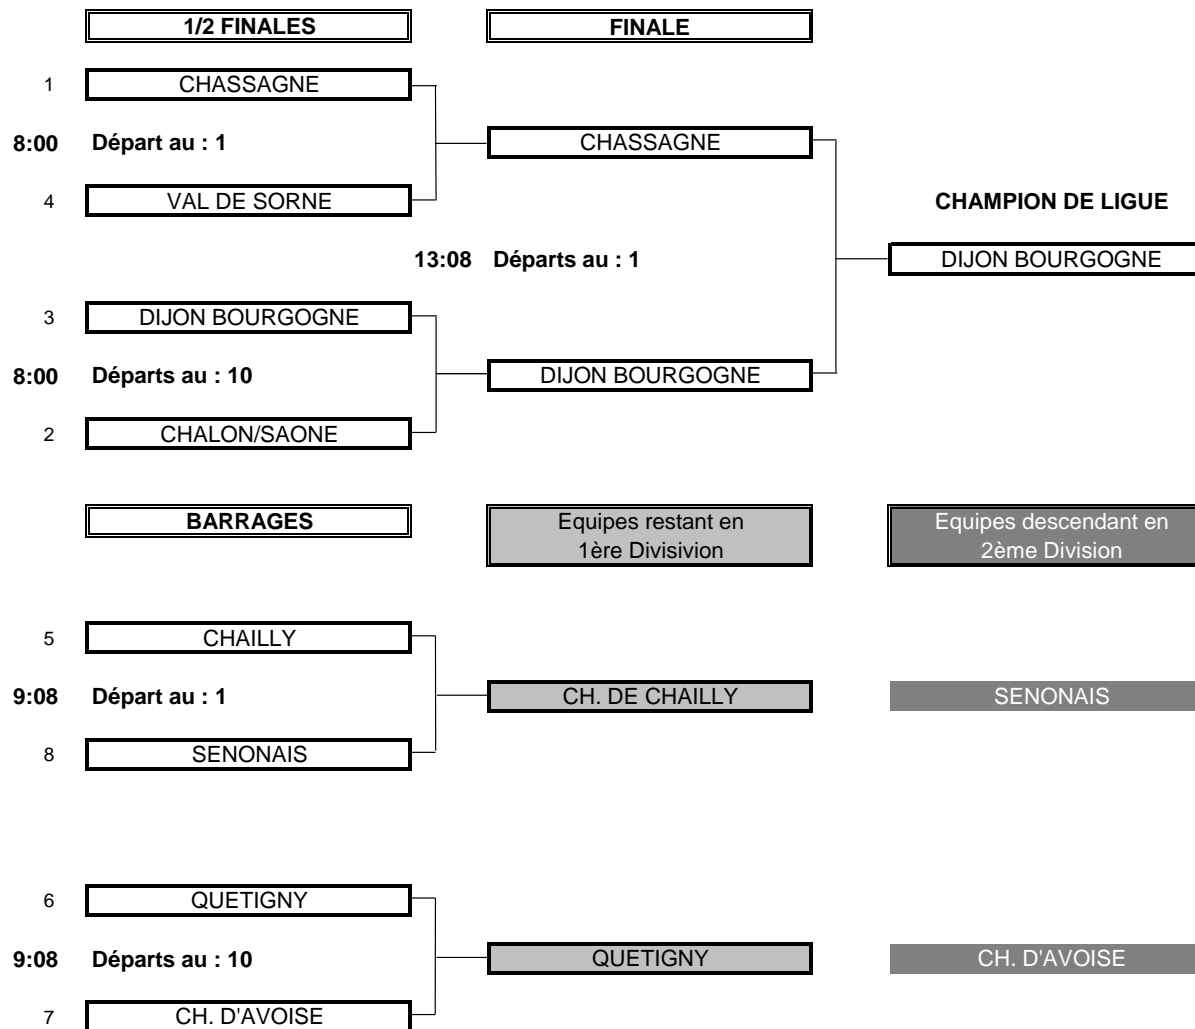 1/2 FINALES FINALE
1 CHASSAGNE
8:00 Départ au : 1 CHASSAGNE
4 VAL DE SORNE CHAMPION DE LIGUE
13:08 Départs au : 1 DIJON BOURGOGNE
3 DIJON BOURGOGNE
8:00 Départs au : 10 DIJON BOURGOGNE
2 CHALON/SAONE
BARRAGES Equipes restant en Equipes descendant en
1ère Divisivion 2ème Division
5 CHAILLY
9:08 Départ au : 1 CH. DE CHAILLY SENONAIS
8 SENONAIS
6 QUETIGNY
9:08 Départs au : 10 QUETIGNY CH. D'AVOISE
7 CH. D'AVOISE